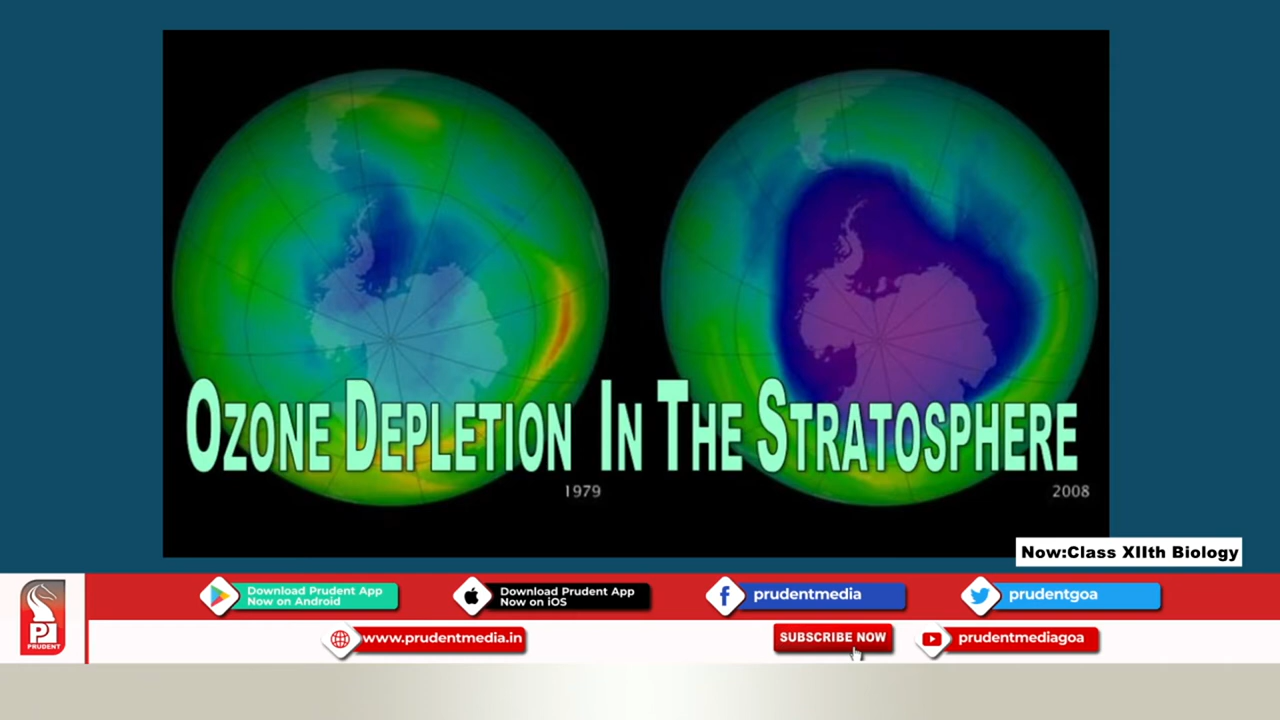 OZONE DEPLETION IN THE STRATOSPHERE
1979
2008
Now:Class XIIth Biology
Download Prudent App
Now on Android
Download Prudent App
Now on iOS
prudentmedia
prudentgoa
PRUDENT
www.prudentmedia.in
SUBSCRIBE NOW
prudentmediagoa